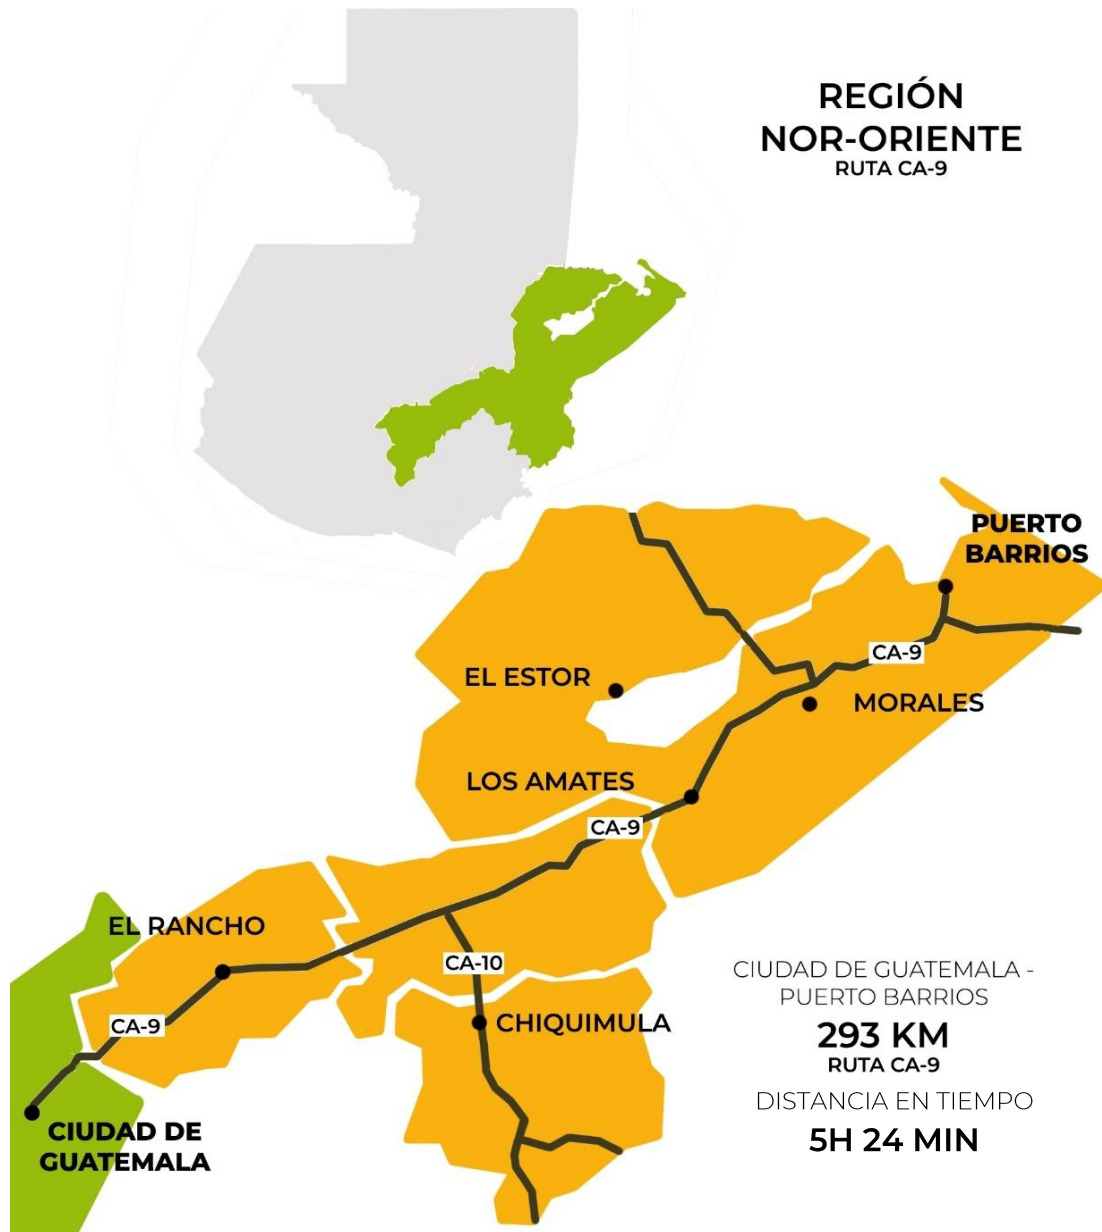 REGIÓN
NOR-ORIENTE
RUTA CA-9
PUERTO
BARRIOS
CA-9
EL ESTOR
MORALES
LOS AMATES
CA-9
EL RANCHO
CA-10
CA-9
CHIQUIMULA
CIUDAD DE
GUATEMALA
CIUDAD DE GUATEMALA -
PUERTO BARRIOS
293 KM
RUTA CA-9
DISTANCIA EN TIEMPO
5H 24 MIN